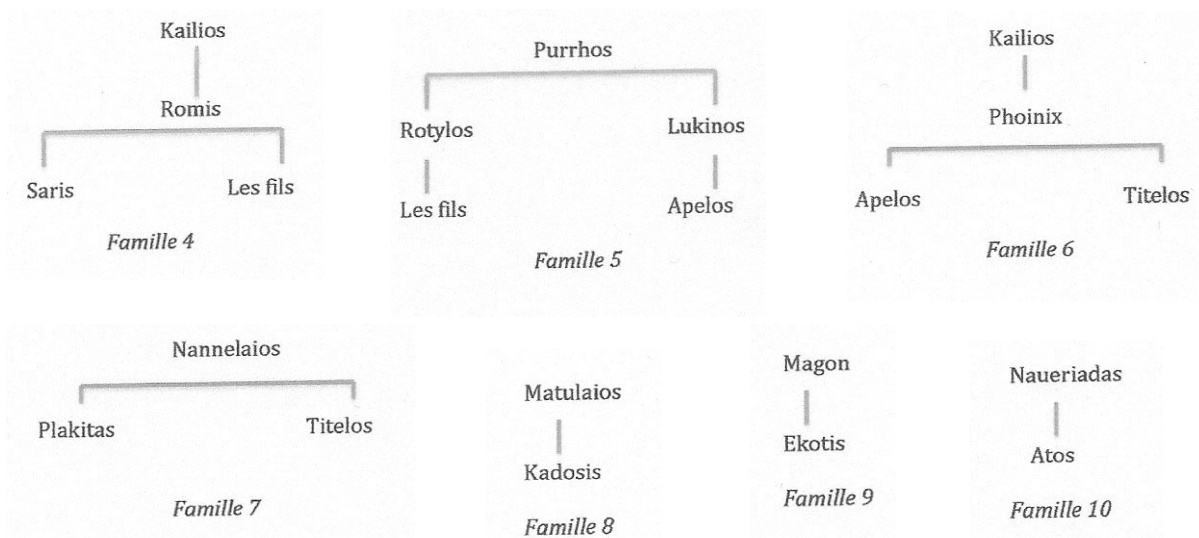 Kailios
Romis
Saris
Les fils
Famille 4
Purrhos
Rotylos
Lukinos
Les fils
Apelos
Famille 5
Kailios
Phoinix
Apelos
Titelos
Famille 6
Nannelaios
Plakitas
Titelos
Famille 7
Matulaios
Kadosis
Famille 8
Magon
Ekotis
Famille 9
Naueriadas
Atos
Famille 10